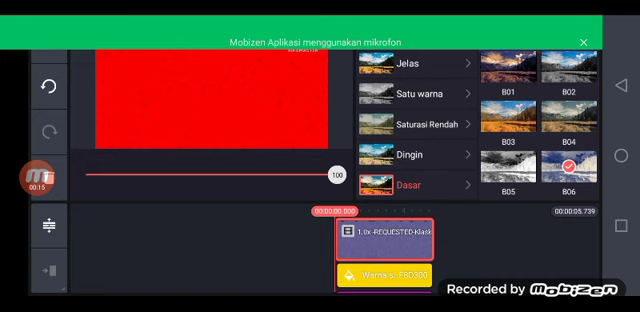 Mobizen Aplikasi menggunakan mikrofon
Jelas
Satu warna
Saturasi Rendah
Dingin
Dasar
B01
B02
B03
B04
B05
B06
100
00:15
00:00:00.000
00:00:05.739
1.0x -REQUESTED-Klask
Warna s: F8D300
Recorded by Mobizen